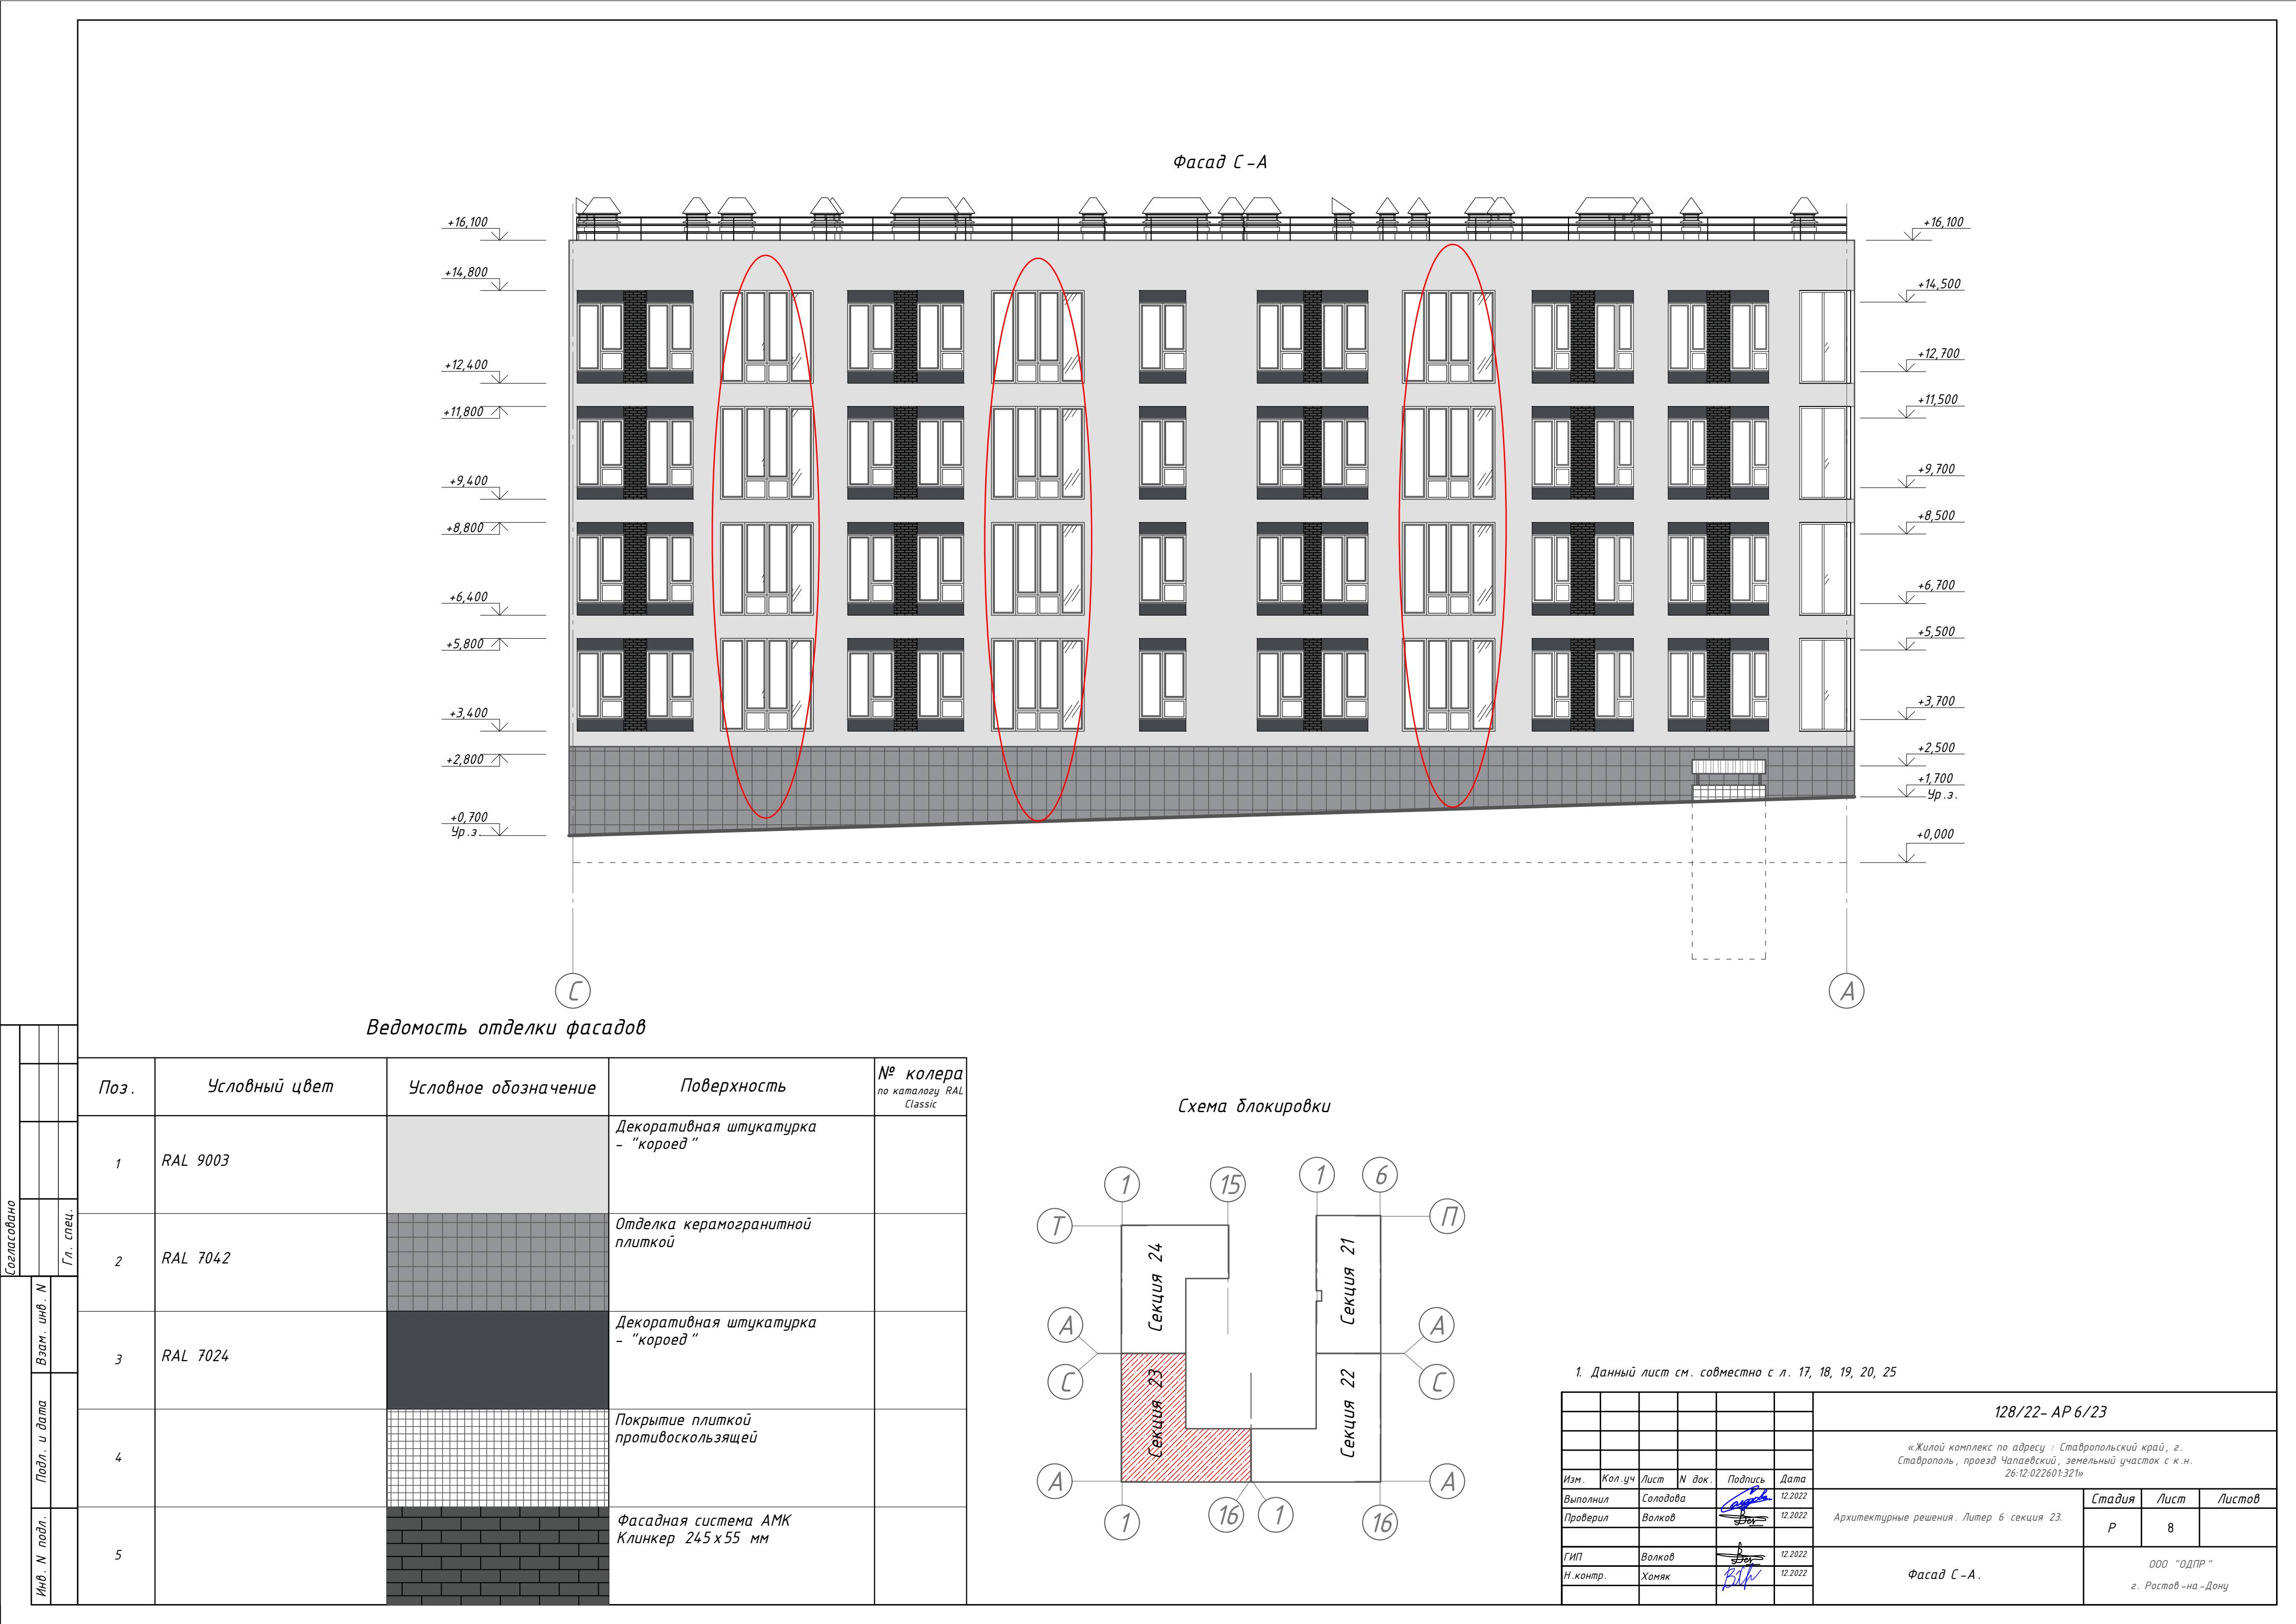 Фасад С-А
+16,100
+14,800
+12,400
+11,800
+9,400
+8,800
+6,400
+5,800
+3,400
+2,800
+0,700
Ур.з.
+16,100
+14,500
+12,700
+11,500
+9,700
+8,500
+6,700
+5,500
+3,700
+2,500
+1,700
Ур.з.
+0,000
С
А
Ведомость отделки фасадов
Поз.
Условный цвет
Условное обозначение
Поверхность
№ колера
по каталогу RAL
Classic
1
RAL 9003
Декоративная штукатурка
- "короед"
2
RAL 7042
Отделка керамогранитной
плиткой
3
RAL 7024
Декоративная штукатурка
- "короед"
4
Покрытие плиткой
противоскользящей
5
Фасадная система АМК
Клинкер 245х55 мм
Схема блокировки
1
15
1
6
Т
П
Секция 24
Секция 21
А
А
С
С
Секция 23
Секция 22
А
А
1
16
1
16
1. Данный лист см. совместно с л. 17, 18, 19, 20, 25
128/22- АР 6/23
«Жилой комплекс по адресу : Ставропольский край, г.
Ставрополь, проезд Чапаевский, земельный участок с к.н.
26:12:022601:321»
Изм.
Кол.уч
Лист
N док.
Подпись
Дата
Выполнил
Солодова
12.2022
Проверил
Волков
12.2022
ГИП
Волков
12.2022
Н.контр.
Хомяк
12.2022
Архитектурные решения. Литер 6 секция 23.
Стадия
Лист
Листов
Р
8
Фасад С-А.
ООО "ОДПР"
г. Ростов-на-Дону
Согласовано
Гл. спец.
Взам. инв. N
Подл. и дата
Инв. N подл.